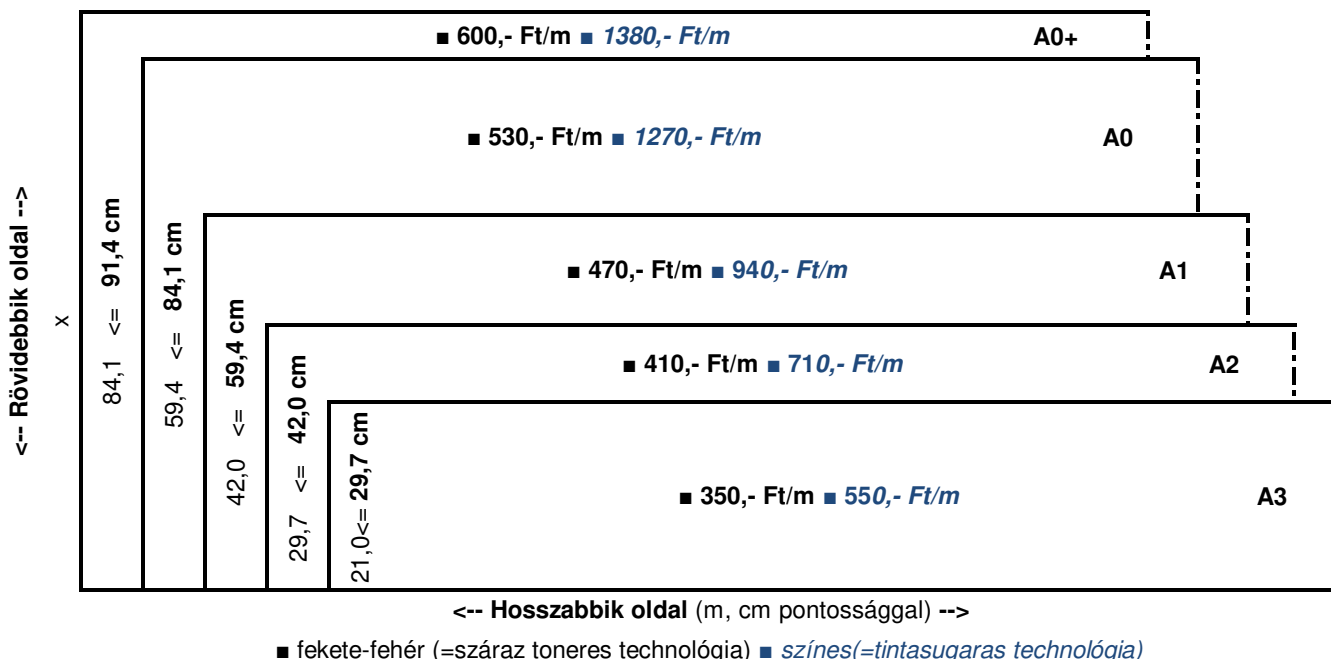 ■ 600,- Ft/m ■ 1380,- Ft/m A0+
■ 530,- Ft/m ■ 1270,- Ft/m A0
■ 470,- Ft/m ■ 940,- Ft/m A1
■ 410,- Ft/m ■ 710,- Ft/m A2
■ 350,- Ft/m ■ 550,- Ft/m A3
<-- Rövidebbik oldal -->
x
84,1 <= 91,4 cm
59,4 <= 84,1 cm
42,0 <= 59,4 cm
29,7 <= 42,0 cm
21,0<= 29,7 cm
<-- Hosszabbik oldal (m, cm pontossággal) -->
■ fekete-fehér (=száraz toneres technológia) ■ színes(=tintasugaras technológia)